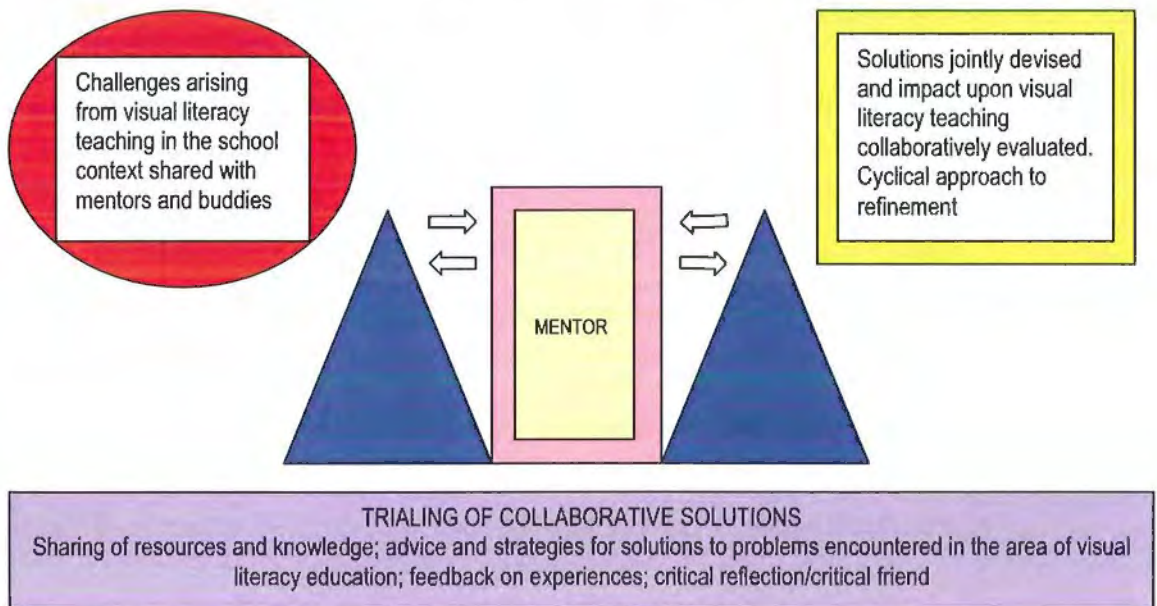 Challenges arising
from visual literacy
teaching in the school
context shared with
mentors and buddies
Solutions jointly devised
and impact upon visual
literacy teaching
collaboratively evaluated.
Cyclical approach to
refinement
MENTOR
TRIALING OF COLLABORATIVE SOLUTIONS
Sharing of resources and knowledge; advice and strategies for solutions to problems encountered in the area of visual
literacy education; feedback on experiences; critical reflection/critical friend